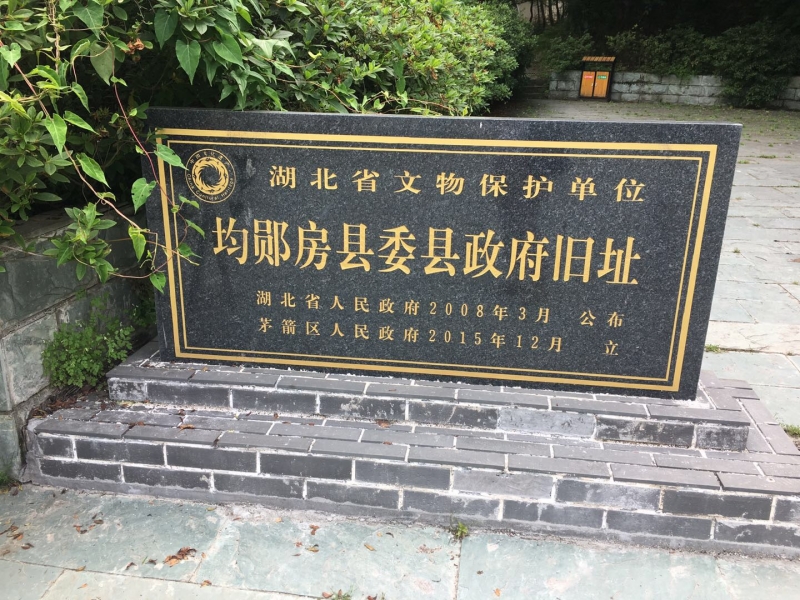 湖北省文物保护单位
均郧房县委县政府旧址
湖北省人民政府2008年3月 公布
茅箭区人民政府2015年12月 立